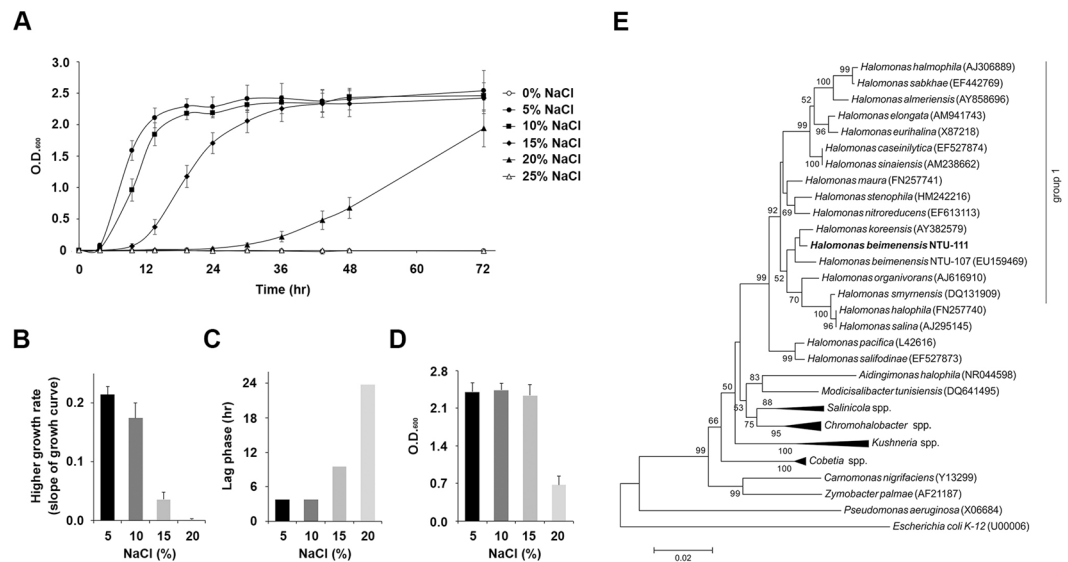 A
O.D.600
3.0
2.5
2.0
1.5
1.0
0.5
0
0 12 24 36 48 60 72
Time (hr)
0% NaCl
5% NaCl
10% NaCl
15% NaCl
20% NaCl
25% NaCl
B
Higher growth rate
(slope of growth curve)
0.2
0.1
0.0
5 10 15 20
NaCl (%)
C
Lag phase (hr)
24
18
12
6
0
5 10 15 20
NaCl (%)
D
O.D.600
2.8
2.1
1.4
0.7
0.0
5 10 15 20
NaCl (%)
E
99 Halomonas halmophila (AJ306889)
100 Halomonas sabkhae (EF442769)
52 Halomonas almeriensis (AY858696)
Halomonas elongata (AM941743)
99 96 Halomonas eurihalina (X87218)
Halomonas caseinilytica (EF527874)
100 Halomonas sinaiensis (AM238662)
Halomonas maura (FN257741)
Halomonas stenophila (HM242216)
92 69 Halomonas nitroreducens (EF613113)
Halomonas koreensis (AY382579)
Halomonas beimenensis NTU-111
Halomonas beimenensis NTU-107 (EU159469)
99 52 Halomonas organivorans (AJ616910)
70 Halomonas smyrnensis (DQ131909)
100 Halomonas halophila (FN257740)
96 Halomonas salina (AJ295145)
Halomonas pacifica (L42616)
99 Halomonas salifodinae (EF527873)
83 Aidingimonas halophila (NR044598)
50 Modicisalibacter tunisiensis (DQ641495)
53 88 Salinicola spp.
66 75 95 Chromohalobacter spp.
100 Kushneria spp.
99 100 Cobetia spp.
Carnomonas nigrifaciens (Y13299)
99 Zymobacter palmae (AF21187)
Pseudomonas aeruginosa (X06684)
Escherichia coli K-12 (U00006)
group 1
0.02